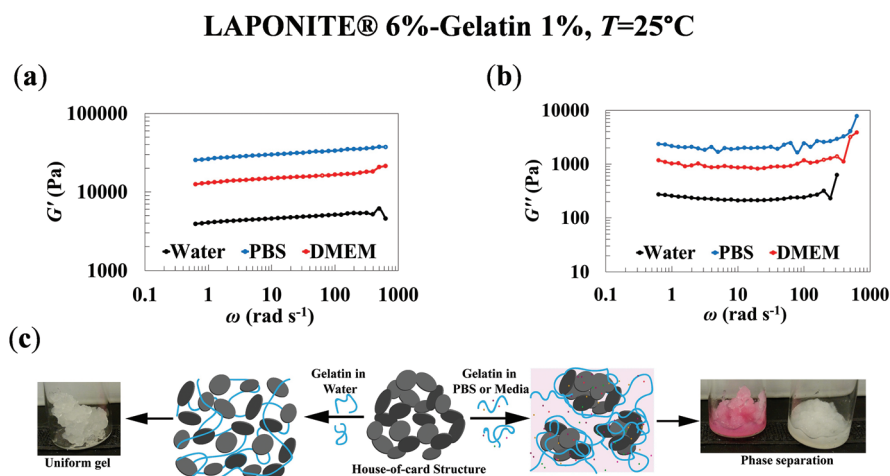 LAPONITE® 6%-Gelatin 1%, T=25°C
(a)
(b)
100000
10000
1000
G′ (Pa)
Water PBS DMEM
0.1 1 10 100 1000
ω (rad s⁻¹)
10000
1000
100
10
G″ (Pa)
Water PBS DMEM
0.1 1 10 100 1000
ω (rad s⁻¹)
(c)
Gelatin in
Water
Gelatin in
PBS or Media
Uniform gel
House-of-card Structure
Phase separation